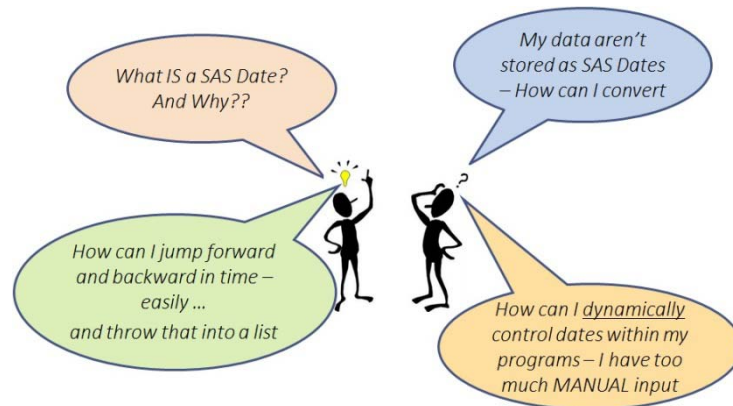 What IS a SAS Date?
And Why??
My data aren't
stored as SAS Dates
– How can I convert
?
How can I jump forward
and backward in time –
easily ...
and throw that into a list
How can I dynamically
control dates within my
programs – I have too
much MANUAL input